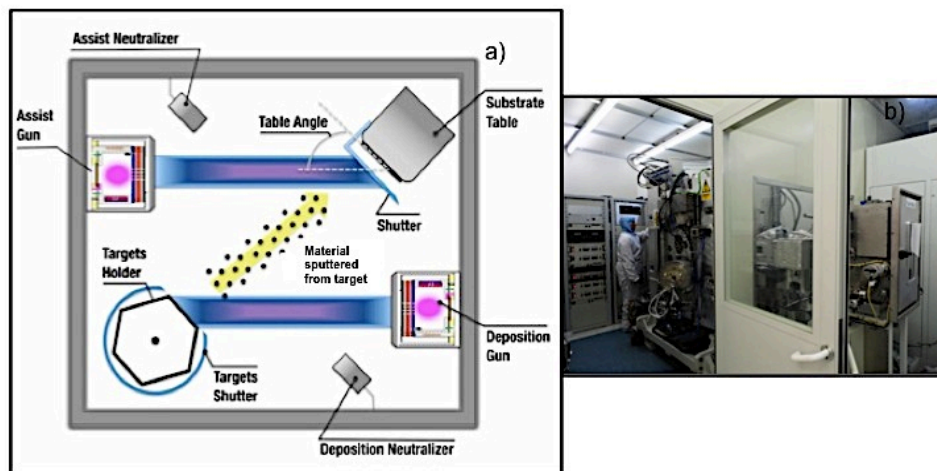 Assist Neutralizer
a)
Substrate
Table
Assist
Gun
Table Angle
b)
Shutter
Material
sputtered
from target
Targets
Holder
Deposition
Gun
Targets
Shutter
Deposition Neutralizer